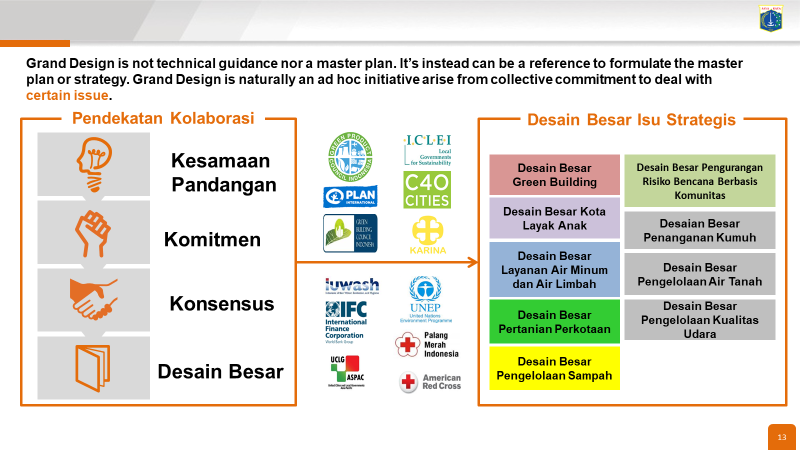 Grand Design is not technical guidance nor a master plan. It's instead can be a reference to formulate the master
plan or strategy. Grand Design is naturally an ad hoc initiative arise from collective commitment to deal with
certain issue.
Pendekatan Kolaborasi
Kesamaan
Pandangan
Komitmen
Konsensus
Desain Besar
GREEN PRODUCT
COUNCIL INDONESIA
I.C.L.E.I
Local
Governments
for Sustainability
PLAN
INTERNATIONAL
C40
CITIES
GREEN
BUILDING
COUNCIL
INDONESIA
KARINA
iuwash
UNEP
United Nations
Environment Programme
IFC
International
Finance
Corporation
World Bank Group
Palang
Merah
Indonesia
UCLG
ASPAC
American
Red Cross
Desain Besar Isu Strategis
Desain Besar
Green Building
Desain Besar Kota
Layak Anak
Desain Besar
Layanan Air Minum
dan Air Limbah
Desain Besar
Pertanian Perkotaan
Desain Besar
Pengelolaan Sampah
Desain Besar Pengurangan
Risiko Bencana Berbasis
Komunitas
Desaian Besar
Penanganan Kumuh
Desain Besar
Pengelolaan Air Tanah
Desain Besar
Pengelolaan Kualitas
Udara
13